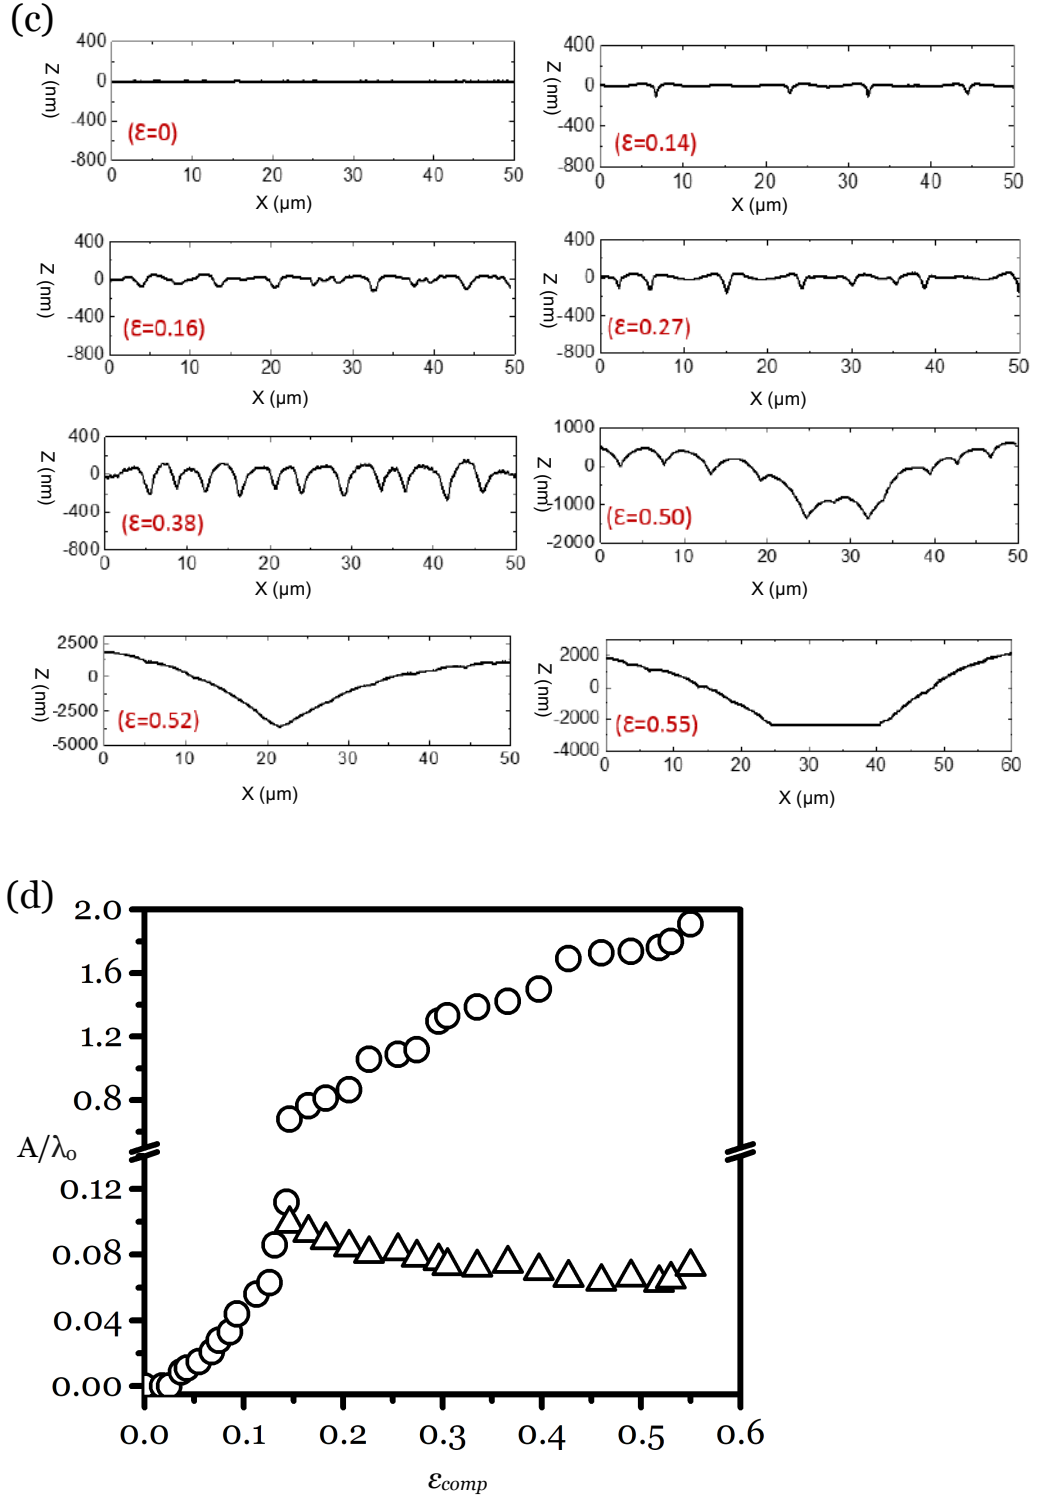 (c)
400
0
-400
-800
Z (nm)
(Ɛ=0)
0 10 20 30 40 50
X (µm)
400
0
-400
-800
Z (nm)
(Ɛ=0.14)
0 10 20 30 40 50
X (µm)
400
0
-400
-800
Z (nm)
(Ɛ=0.16)
0 10 20 30 40 50
X (µm)
400
0
-400
-800
Z (nm)
(Ɛ=0.27)
0 10 20 30 40 50
X (µm)
400
0
-400
-800
Z (nm)
(Ɛ=0.38)
0 10 20 30 40 50
X (µm)
1000
0
-1000
-2000
Z (nm)
(Ɛ=0.50)
0 10 20 30 40 50
X (µm)
2500
0
-2500
-5000
Z (nm)
(Ɛ=0.52)
0 10 20 30 40 50
X (µm)
2000
0
-2000
-4000
Z (nm)
(Ɛ=0.55)
0 10 20 30 40 50 60
X (µm)
(d)
2.0
1.6
1.2
0.8
A/λ₀
0.12
0.08
0.04
0.00
0.0 0.1 0.2 0.3 0.4 0.5 0.6
εcomp